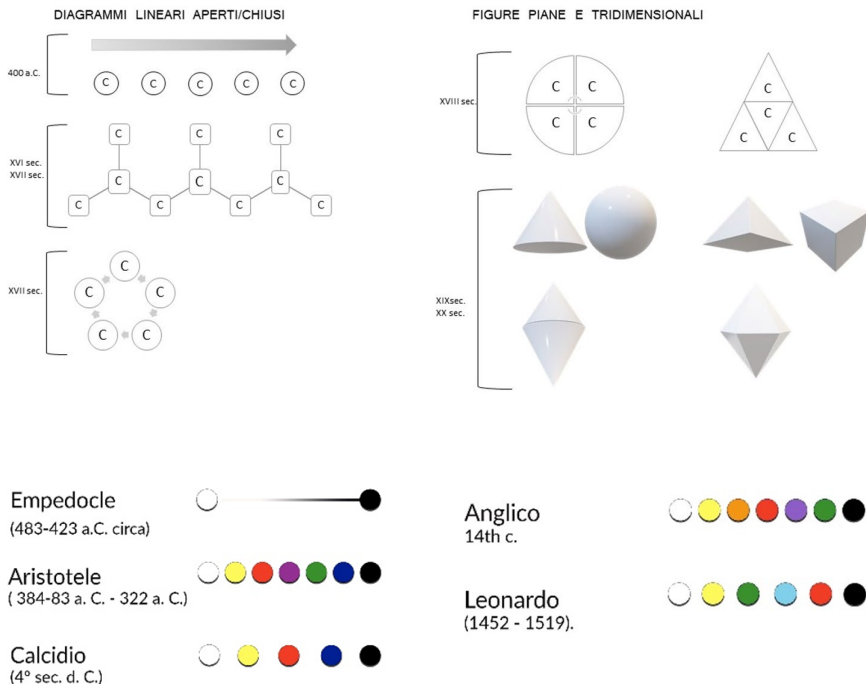 DIAGRAMMI LINEARI APERTI/CHIUSI
400 a.C.
C C C C C
XVI sec.
XVII sec.
C C C
C C C
C C C C
XVII sec.
C
C C
C C
FIGURE PIANE E TRIDIMENSIONALI
XVIII sec.
C C
C C
C
C
C C
XIXsec.
XX sec.
Empedocle
(483-423 a.C. circa)
Aristotele
( 384-83 a. C. - 322 a. C.)
Calcidio
(4° sec. d. C.)
Anglico
14th c.
Leonardo
(1452 - 1519).